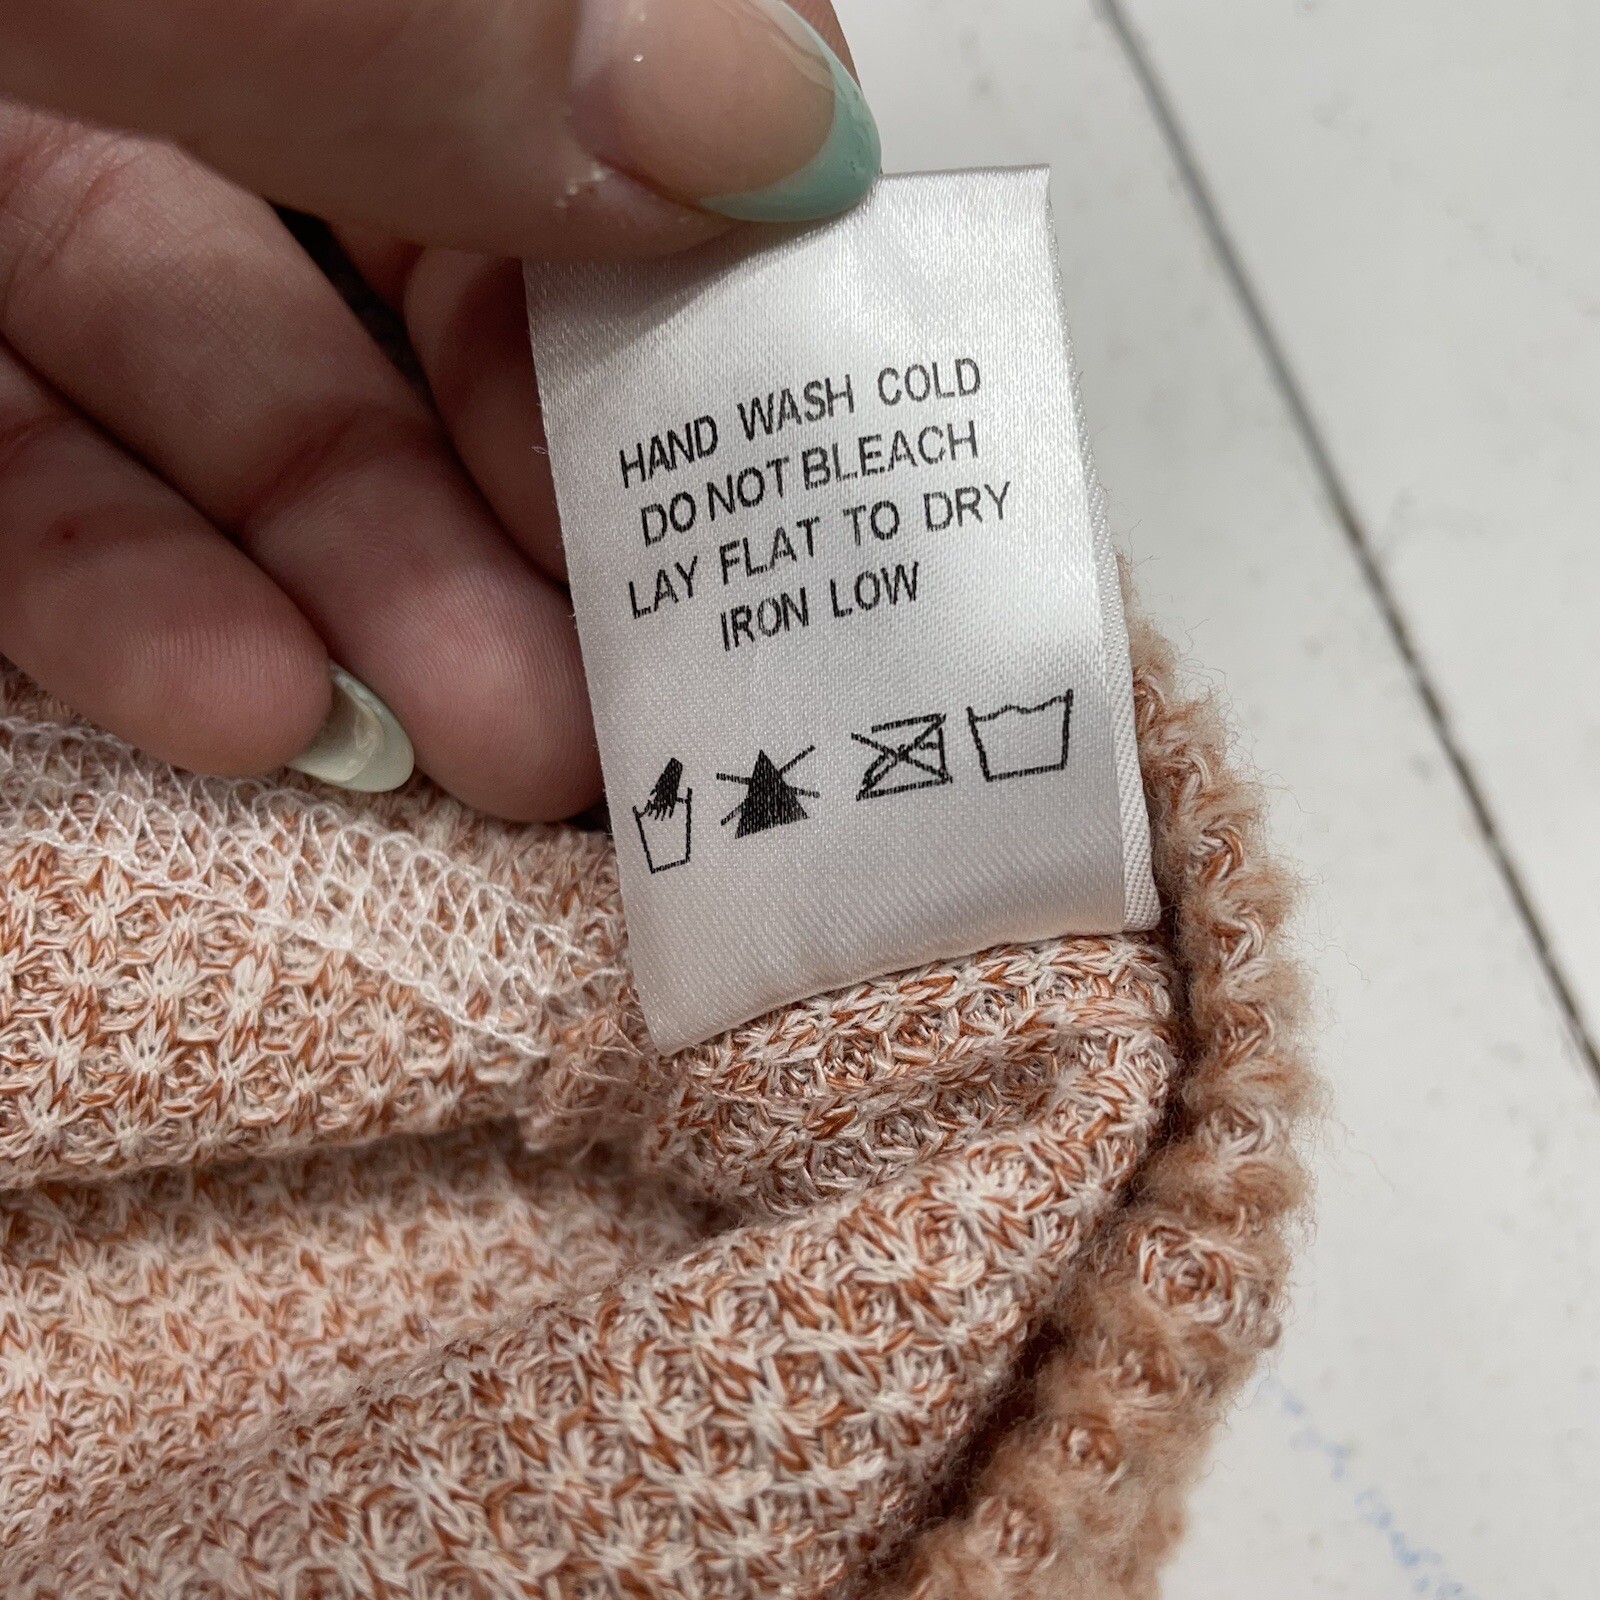 HAND WASH COLD
DO NOT BLEACH
LAY FLAT TO DRY
IRON LOW